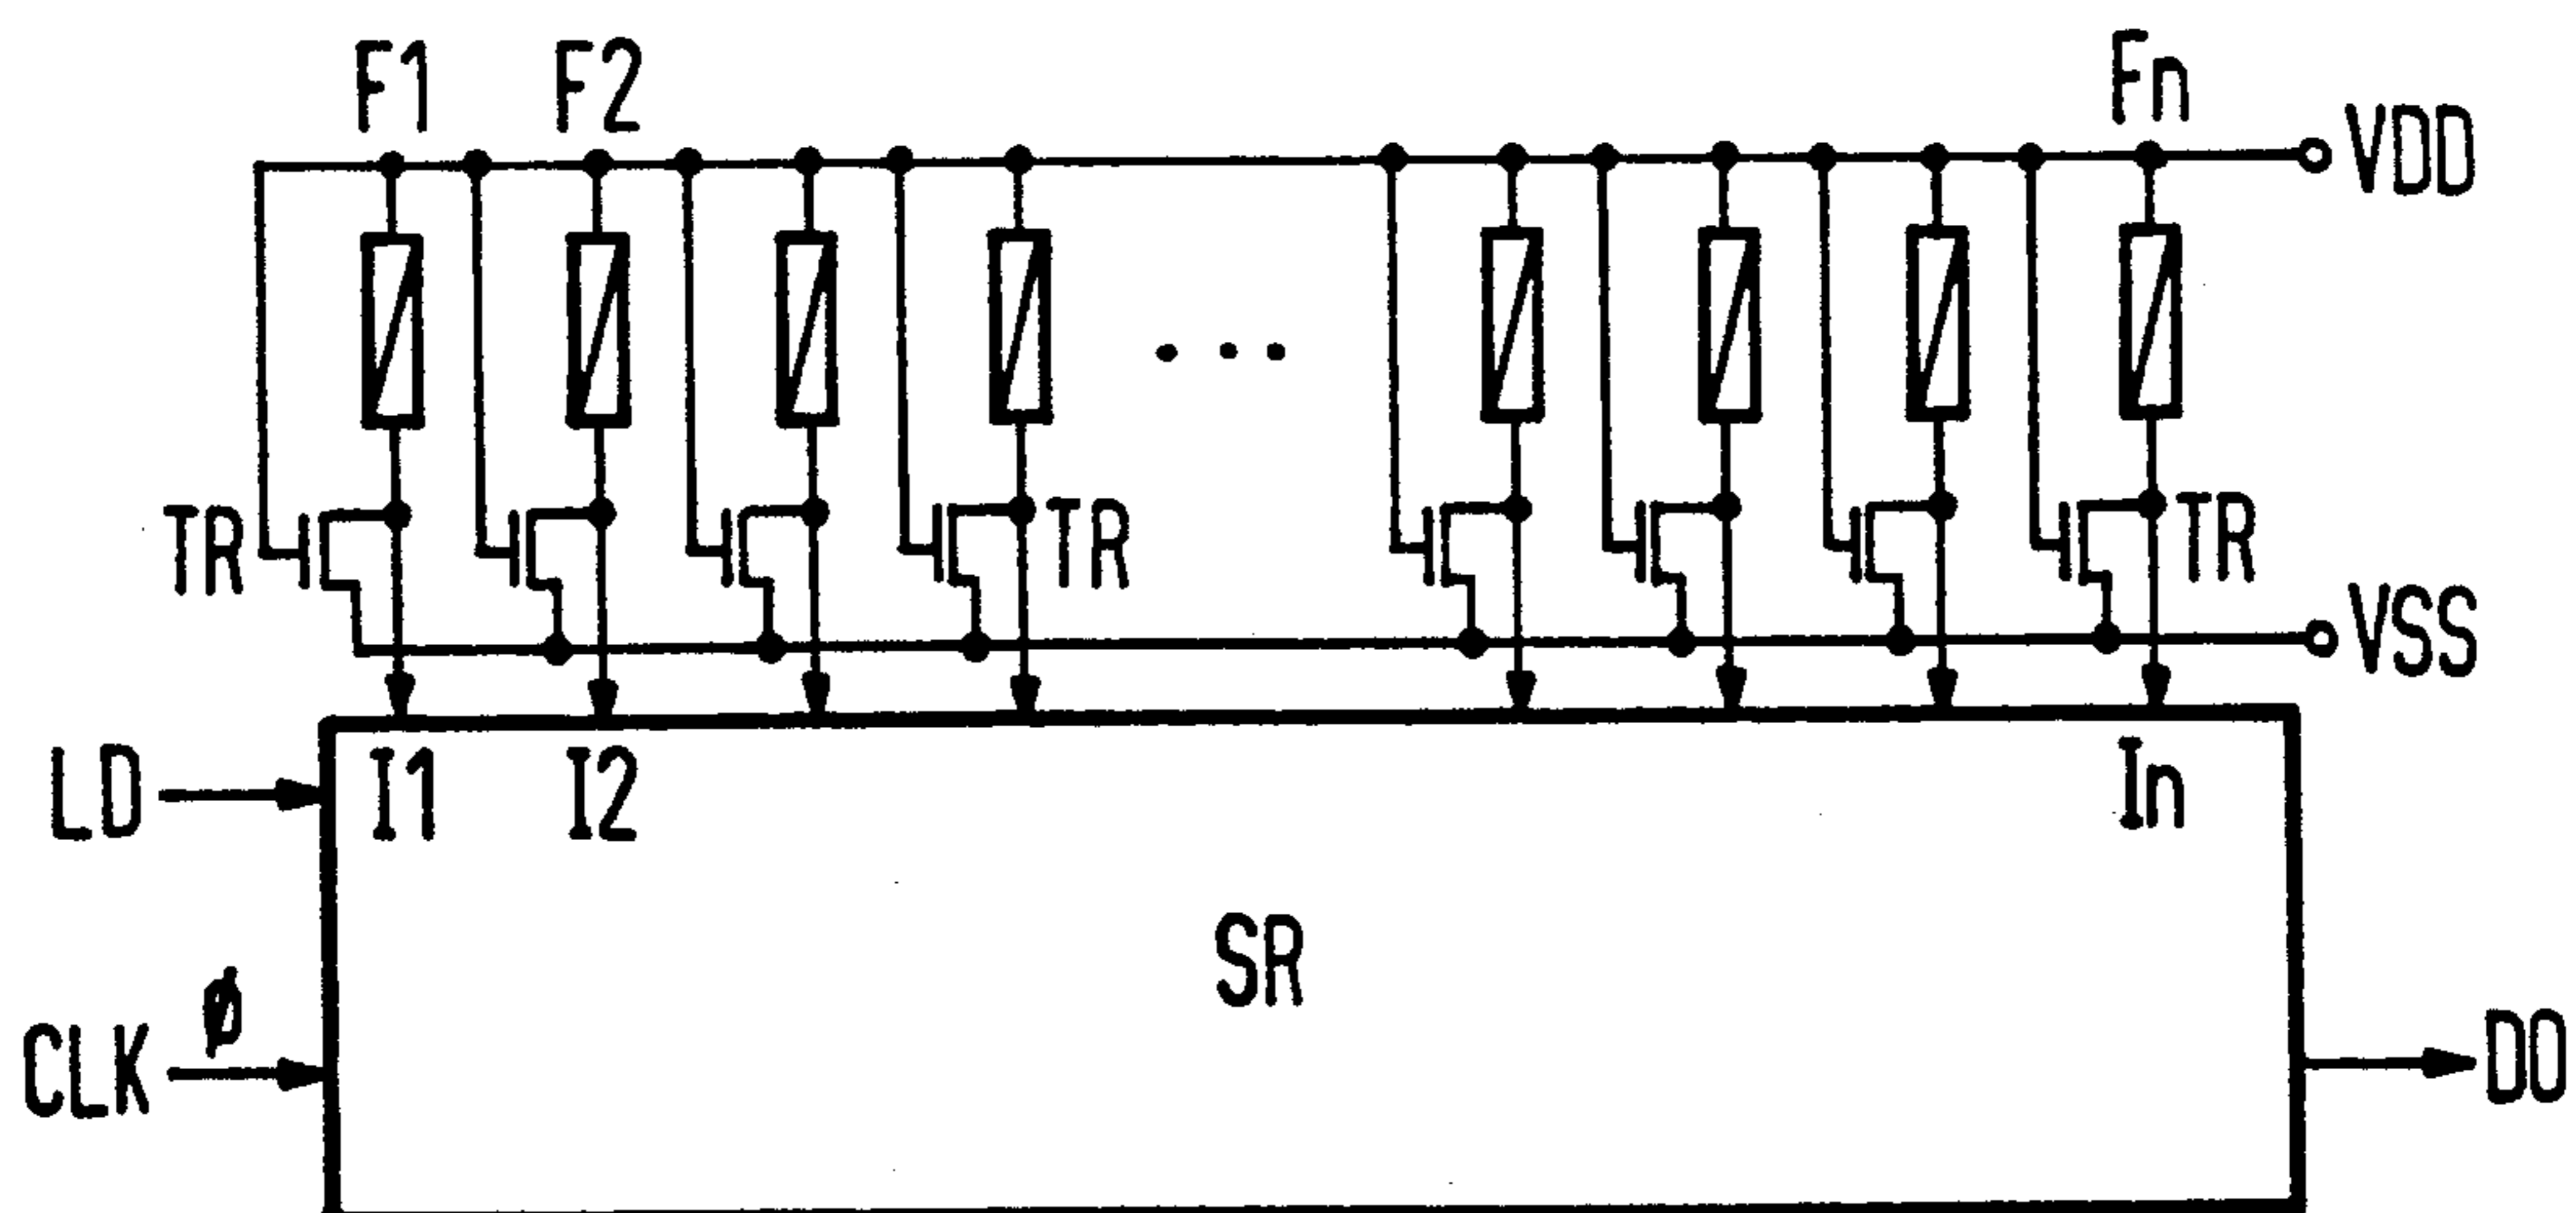 F1 F2 Fn
VDD
TR TR TR
VSS
LD I1 I2 In
SR
CLK ø DO